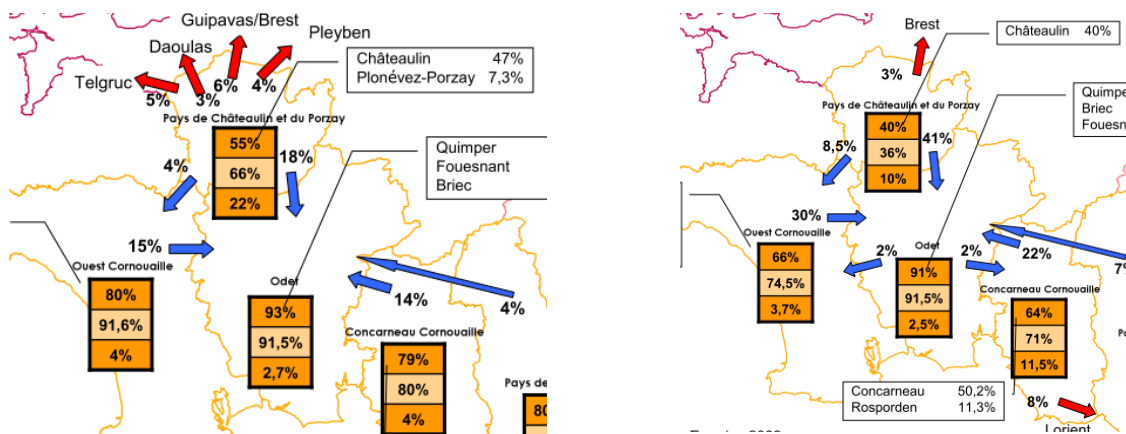 Guipavas/Brest
Pleyben
Daoulas
Telgruc
5%
3%
6%
4%
Châteaulin 47%
Plonévez-Porzay 7,3%
Pays de Châteaulin et du Porzay
55%
66%
22%
4%
18%
Quimper
Fouesnant
Briec
15%
Ouest Cornouaille
80%
91,6%
4%
Odet
93%
91,5%
2,7%
14%
4%
Concarneau Cornouaille
79%
80%
4%
Pays de
80
Brest
3%
Châteaulin 40%
Pays de Châteaulin et du Porzay
40%
36%
10%
8,5%
41%
Quimpe
Briec
Fouesn
30%
Ouest Cornouaille
66%
74,5%
3,7%
2%
Odet
91%
91,5%
2,5%
2%
22%
7%
Concarneau Cornouaille
64%
71%
11,5%
Concarneau 50,2%
Rosporden 11,3%
8%
Lorient